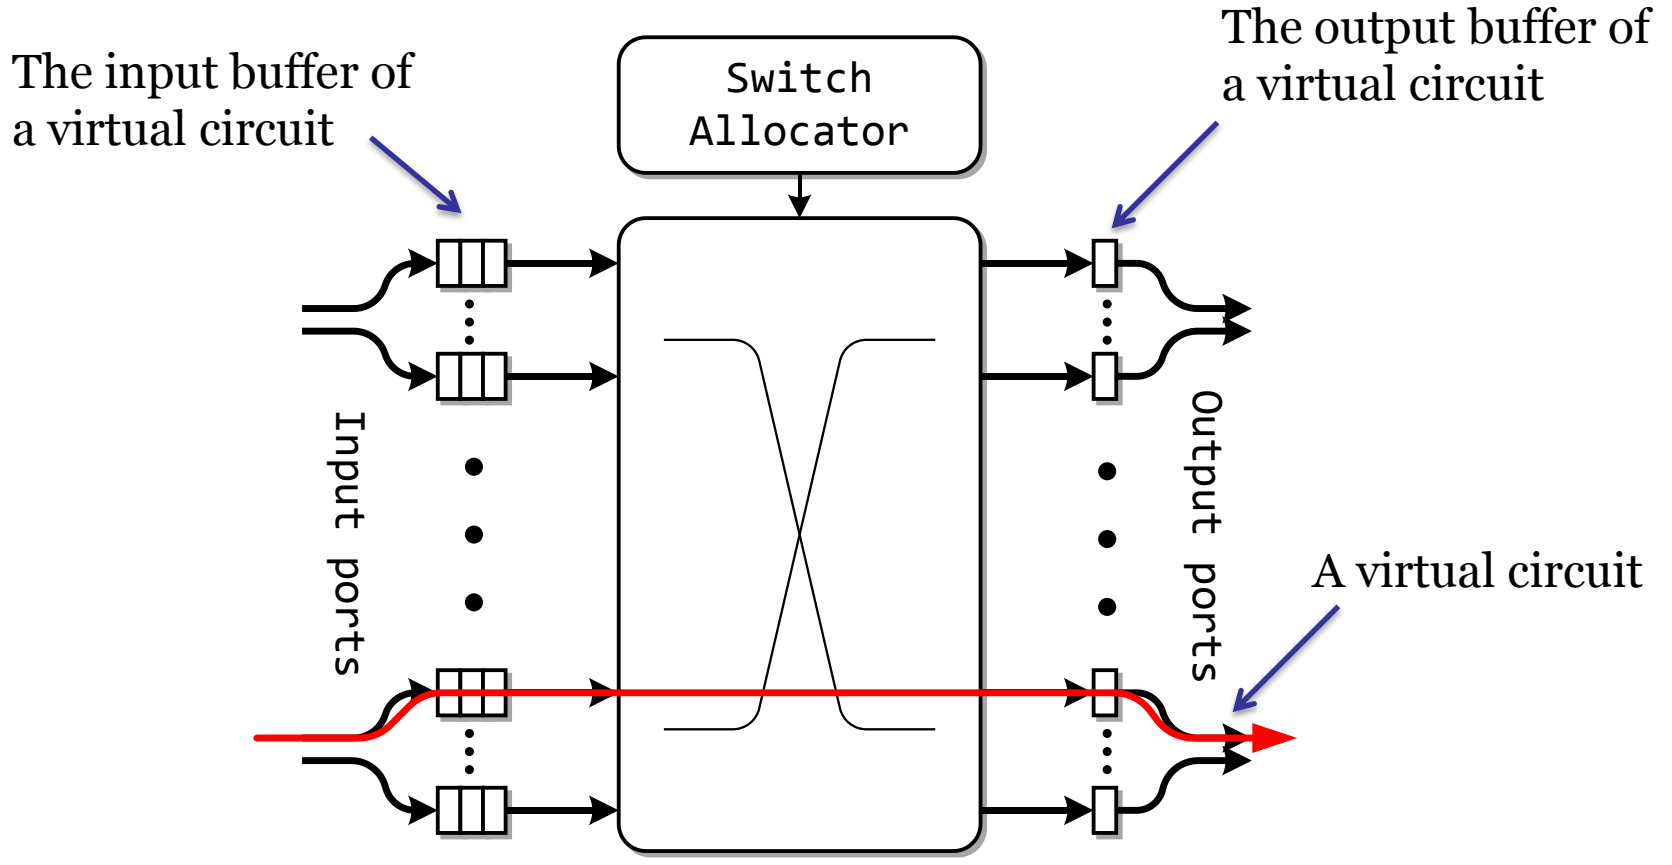 The input buffer of
a virtual circuit
Switch
Allocator
The output buffer of
a virtual circuit
Input ports
Output ports
A virtual circuit